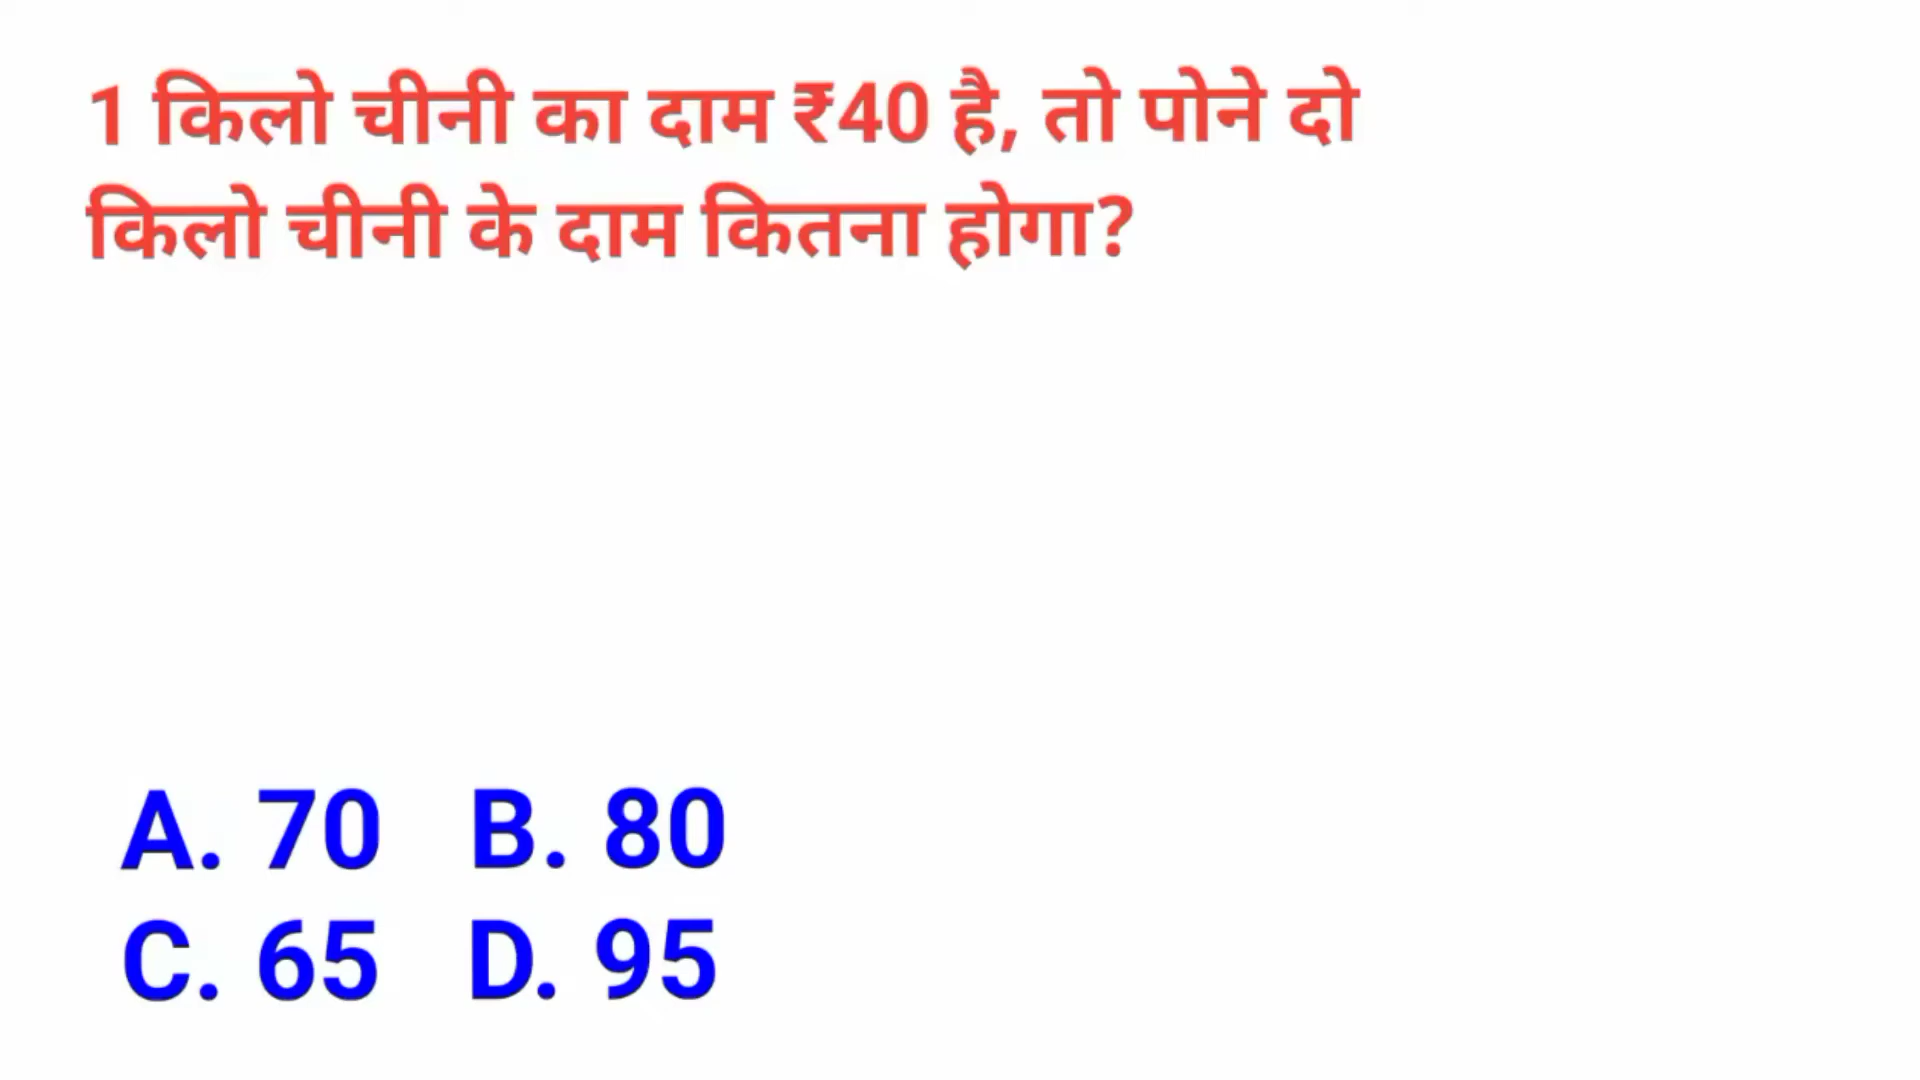 1 किलो चीनी का दाम ₹40 है, तो पोने दो
किलो चीनी के दाम कितना होगा?
A. 70 B. 80
C. 65 D. 95